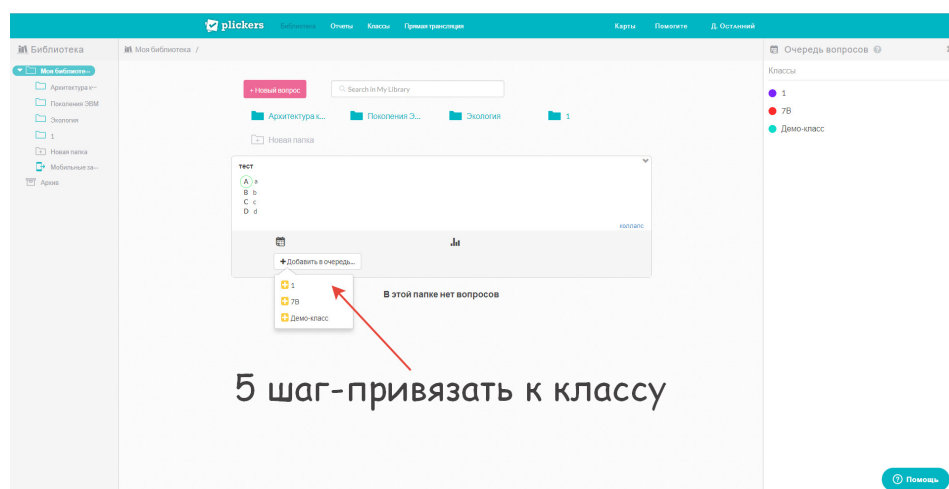 plickers Библиотека Отчеты Классы Прямая трансляция Карты Помогите Д. Останний
Библиотека
Моя библиотека /
Очередь вопросов
Моя библиоте—
Архитектура к—
Поколения ЭВМ
Экология
1
Новая папка
Мобильные за—
Архив
+ Новый вопрос
Search in My Library
Архитектура к...
Поколения Э...
Экология
1
Новая папка
тест
A a
B b
C c
D d
коллапс
+Добавить в очередь...
1
7В
Демо-класс
В этой папке нет вопросов
5 шаг-привязать к классу
Классы
1
7В
Демо-класс
Помощь